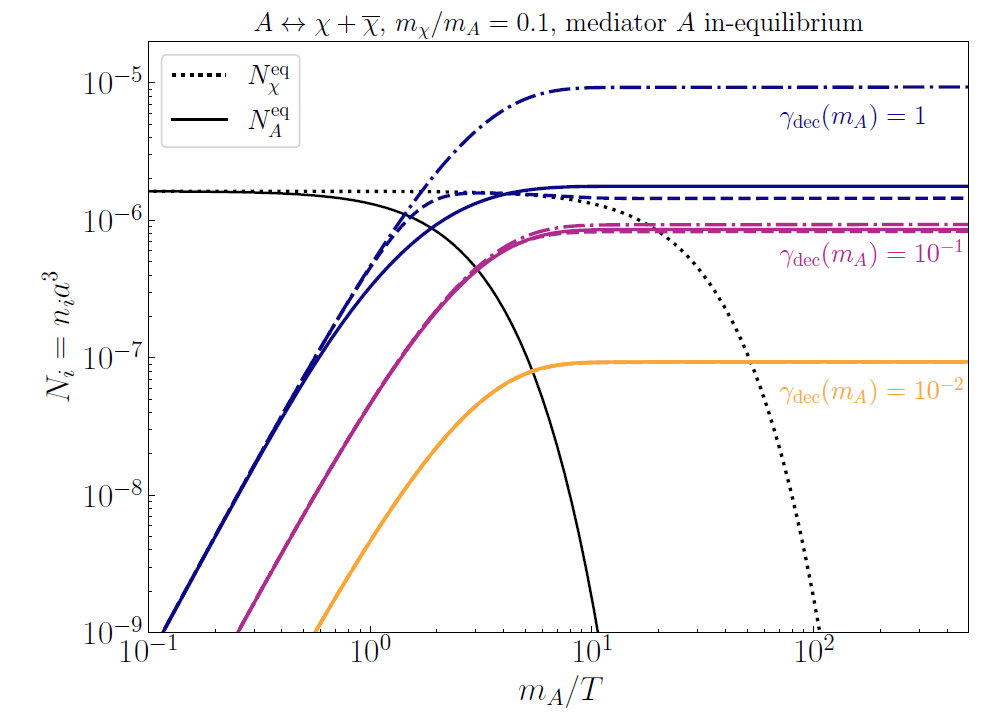 A ↔ χ + χ̅, m_χ/m_A = 0.1, mediator A in-equilibrium
N_χ^eq
N_A^eq
10^−5
10^−6
10^−7
10^−8
10^−9
N_i = n_i a^3
γ_dec(m_A) = 1
γ_dec(m_A) = 10^−1
γ_dec(m_A) = 10^−2
10^−1 10^0 10^1 10^2
m_A/T